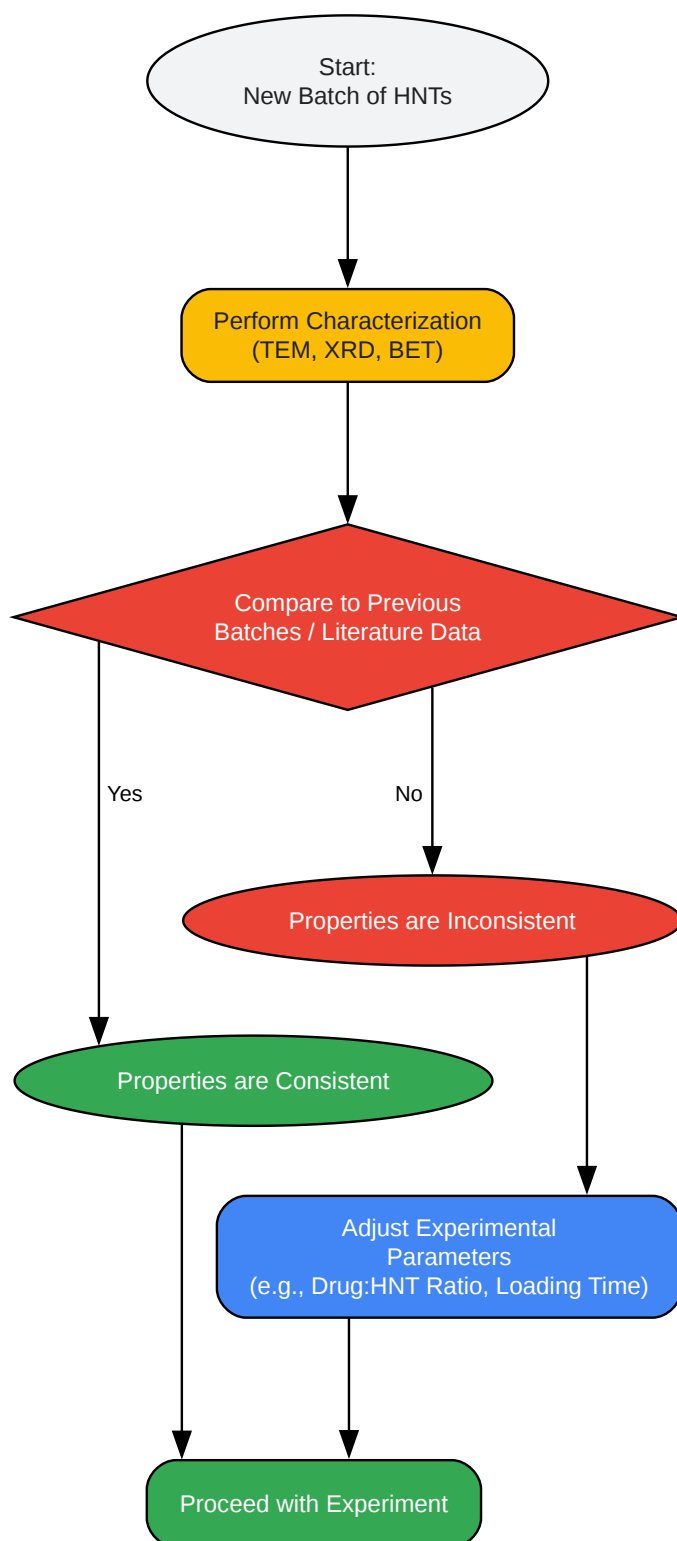 Start:
New Batch of HNTs
Perform Characterization
(TEM, XRD, BET)
Compare to Previous
Batches / Literature Data
Yes
No
Properties are Inconsistent
Properties are Consistent
Adjust Experimental
Parameters
(e.g., Drug:HNT Ratio, Loading Time)
Proceed with Experiment